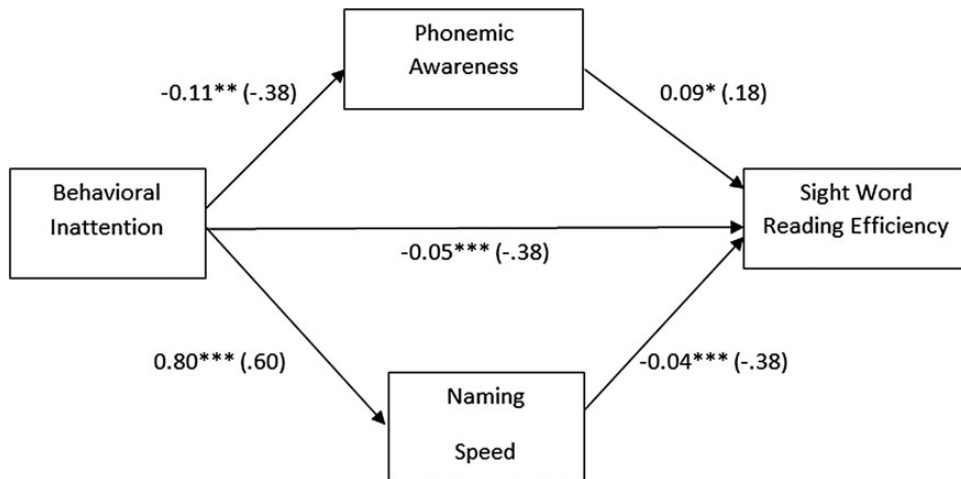 Phonemic
Awareness
-0.11** (-.38)
0.09* (.18)
Behavioral
Inattention
Sight Word
Reading Efficiency
-0.05*** (-.38)
0.80*** (.60)
-0.04*** (-.38)
Naming
Speed